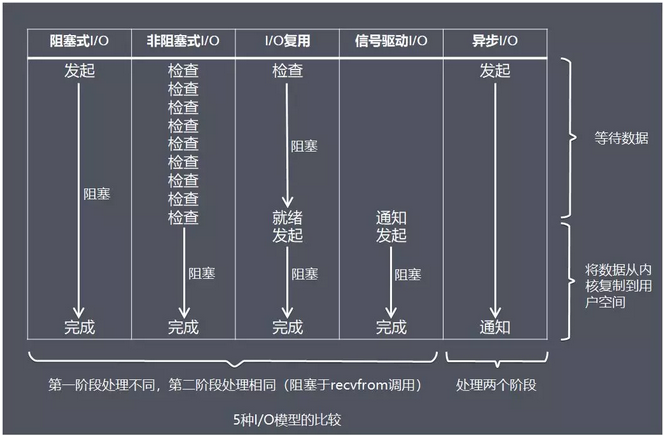 阻塞式I/O 非阻塞式I/O I/O复用 信号驱动I/O 异步I/O
发起 检查 检查 发起
检查
检查
检查
检查 阻塞
检查
检查 阻塞
检查
检查 就绪 通知
发起 发起
阻塞 阻塞 阻塞
完成 完成 完成 完成 通知
等待数据
将数据从内
核复制到用
户空间
第一阶段处理不同，第二阶段处理相同（阻塞于recvfrom调用）
处理两个阶段
5种I/O模型的比较